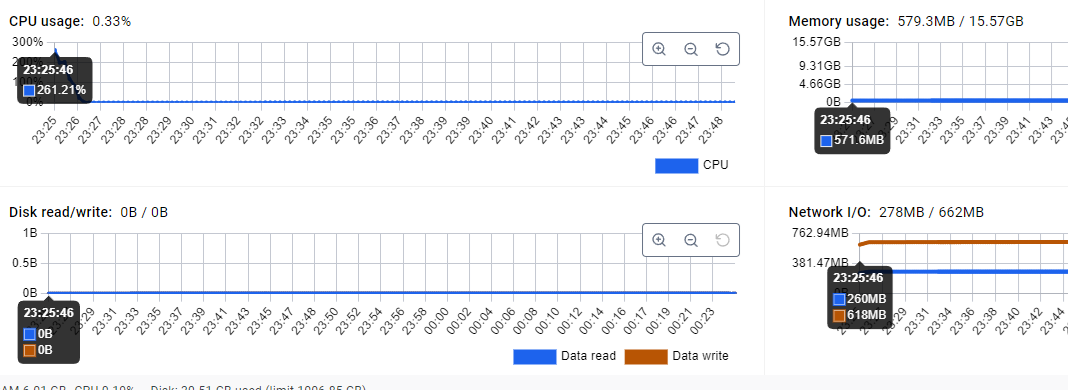 CPU usage: 0.33%
300%
200%
100%
0%
23:25:46
261.21%
23:25 23:26 23:27 23:28 23:28 23:29 23:30 23:31 23:32 23:32 23:33 23:34 23:35 23:36 23:36 23:37 23:38 23:39 23:40 23:40 23:41 23:42 23:43 23:44 23:45 23:46 23:46 23:47 23:48
CPU
Memory usage: 579.3MB / 15.57GB
15.57GB
9.31GB
4.66GB
0B
23:25:46
571.6MB
23:31 23:33 23:35 23:37 23:39 23:41 23:43
Disk read/write: 0B / 0B
1B
0.5B
0B
23:25:46
0B
0B
23:29 23:31 23:33 23:35 23:37 23:39 23:41 23:43 23:45 23:47 23:50 23:52 23:54 23:56 23:58 00:00 00:02 00:04 00:06 00:08 00:10 00:12 00:14 00:16 00:17 00:19 00:21 00:23
Data read
Data write
Network I/O: 278MB / 662MB
762.94MB
381.47MB
23:25:46
260MB
618MB
23:29 23:31 23:34 23:36 23:38 23:40 23:42 23:44